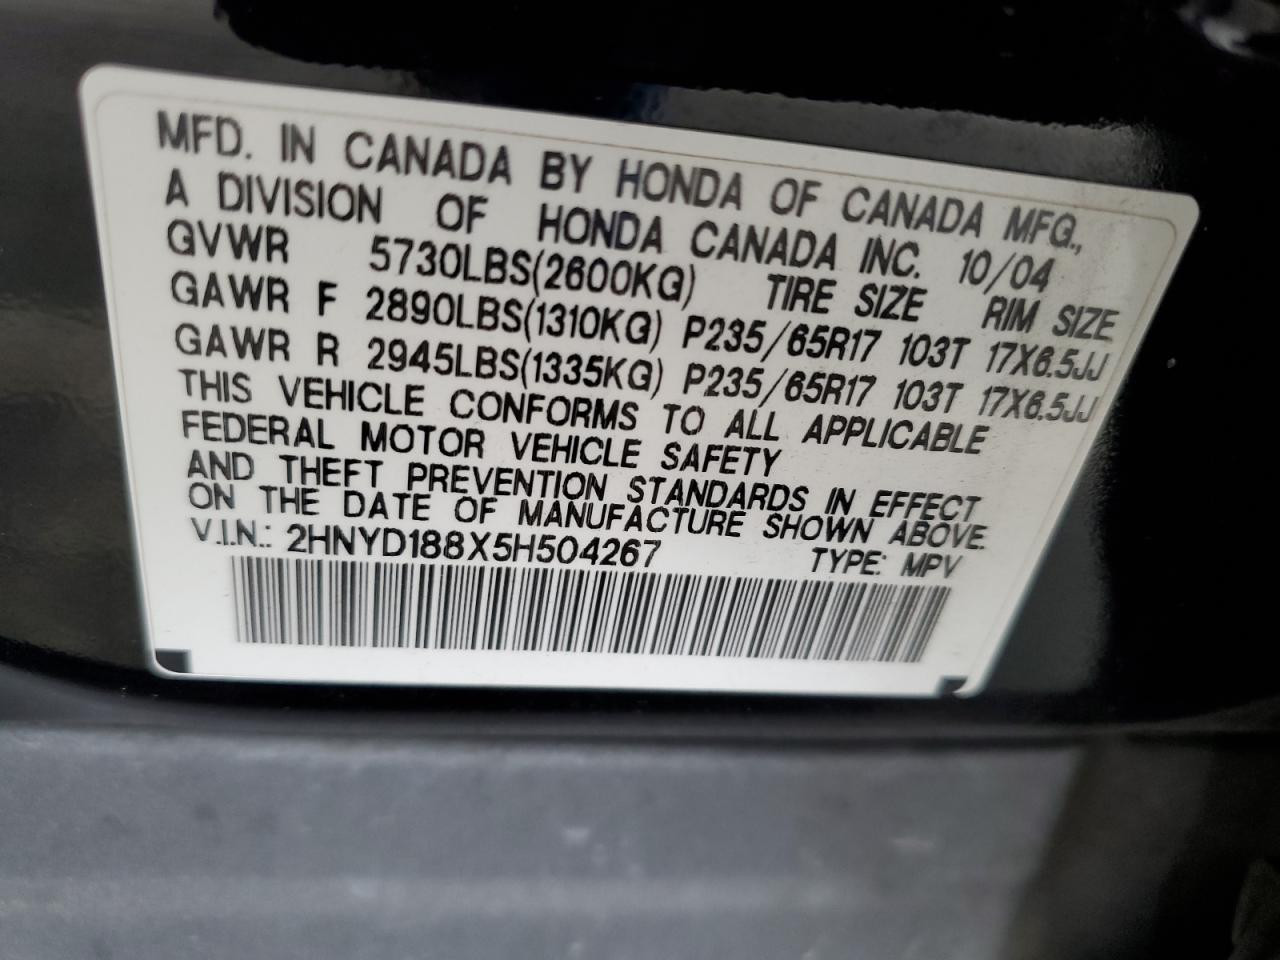 MFD. IN CANADA BY HONDA OF CANADA MFG.,
A DIVISION OF HONDA CANADA INC. 10/04
GVWR 5730LBS(2600KG) TIRE SIZE RIM SIZE
GAWR F 2890LBS(1310KG) P235/65R17 103T 17X6.5JJ
GAWR R 2945LBS(1335KG) P235/65R17 103T 17X6.5JJ
THIS VEHICLE CONFORMS TO ALL APPLICABLE
FEDERAL MOTOR VEHICLE SAFETY
AND THEFT PREVENTION STANDARDS IN EFFECT
ON THE DATE OF MANUFACTURE SHOWN ABOVE.
V.I.N.: 2HNYD188X5H504267 TYPE: MPV